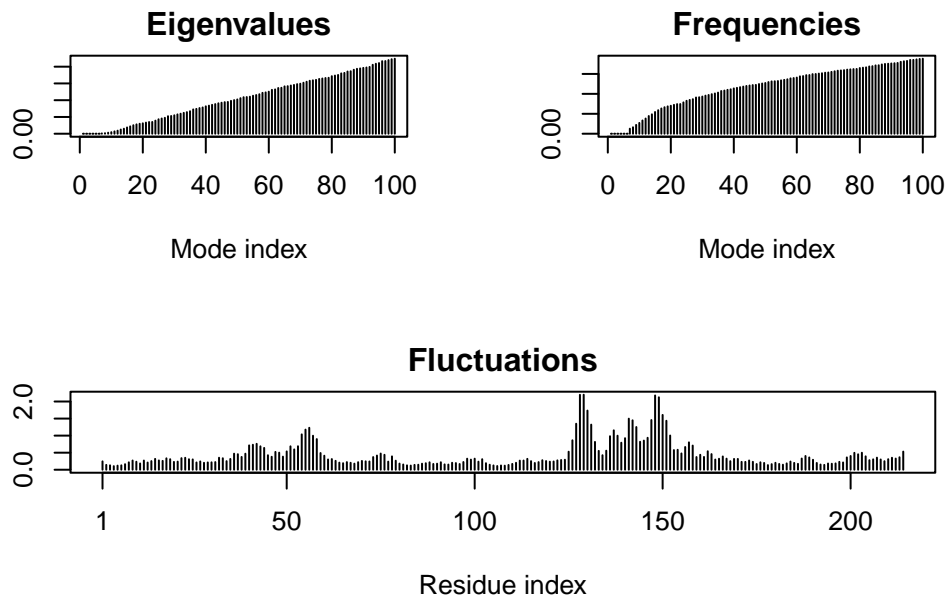 Eigenvalues
0.00
0 20 40 60 80 100
Mode index
Frequencies
0.00
0 20 40 60 80 100
Mode index
Fluctuations
2.0
0.0
1 50 100 150 200
Residue index